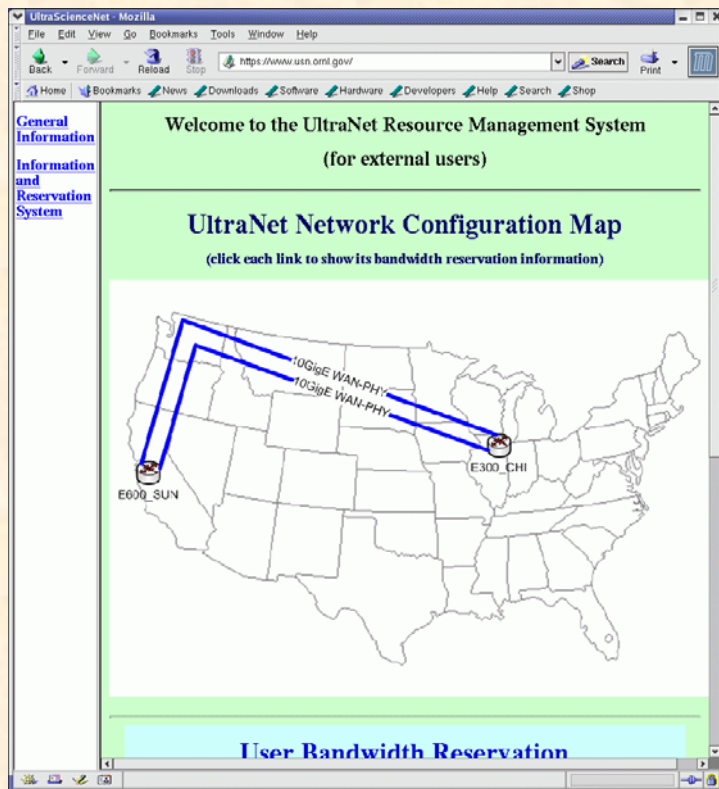 UltraScienceNet - Mozilla
File Edit View Go Bookmarks Tools Window Help
Back Forward Reload Stop https://www.usn.ornl.gov/ Search Print
Home Bookmarks News Downloads Software Hardware Developers Help Search Shop
General
Information
Information
and
Reservation
System
Welcome to the UltraNet Resource Management System
(for external users)
UltraNet Network Configuration Map
(click each link to show its bandwidth reservation information)
10GigE WAN-PHY
10GigE WAN-PHY
E300_CHI
E600_SUN
User Bandwidth Reservation